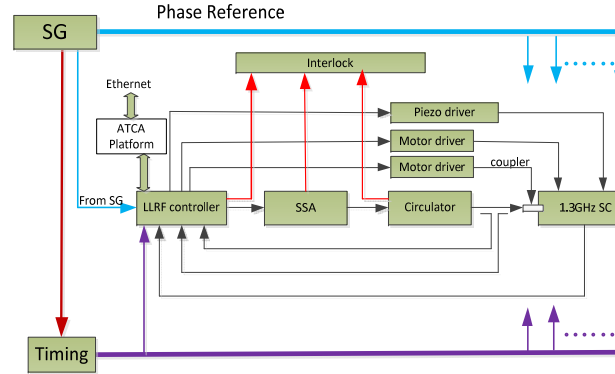 Phase Reference
SG
Interlock
Ethernet
ATCA
Platform
Piezo driver
Motor driver
Motor driver
coupler
From SG
LLRF controller
SSA
Circulator
1.3GHz SC
Timing